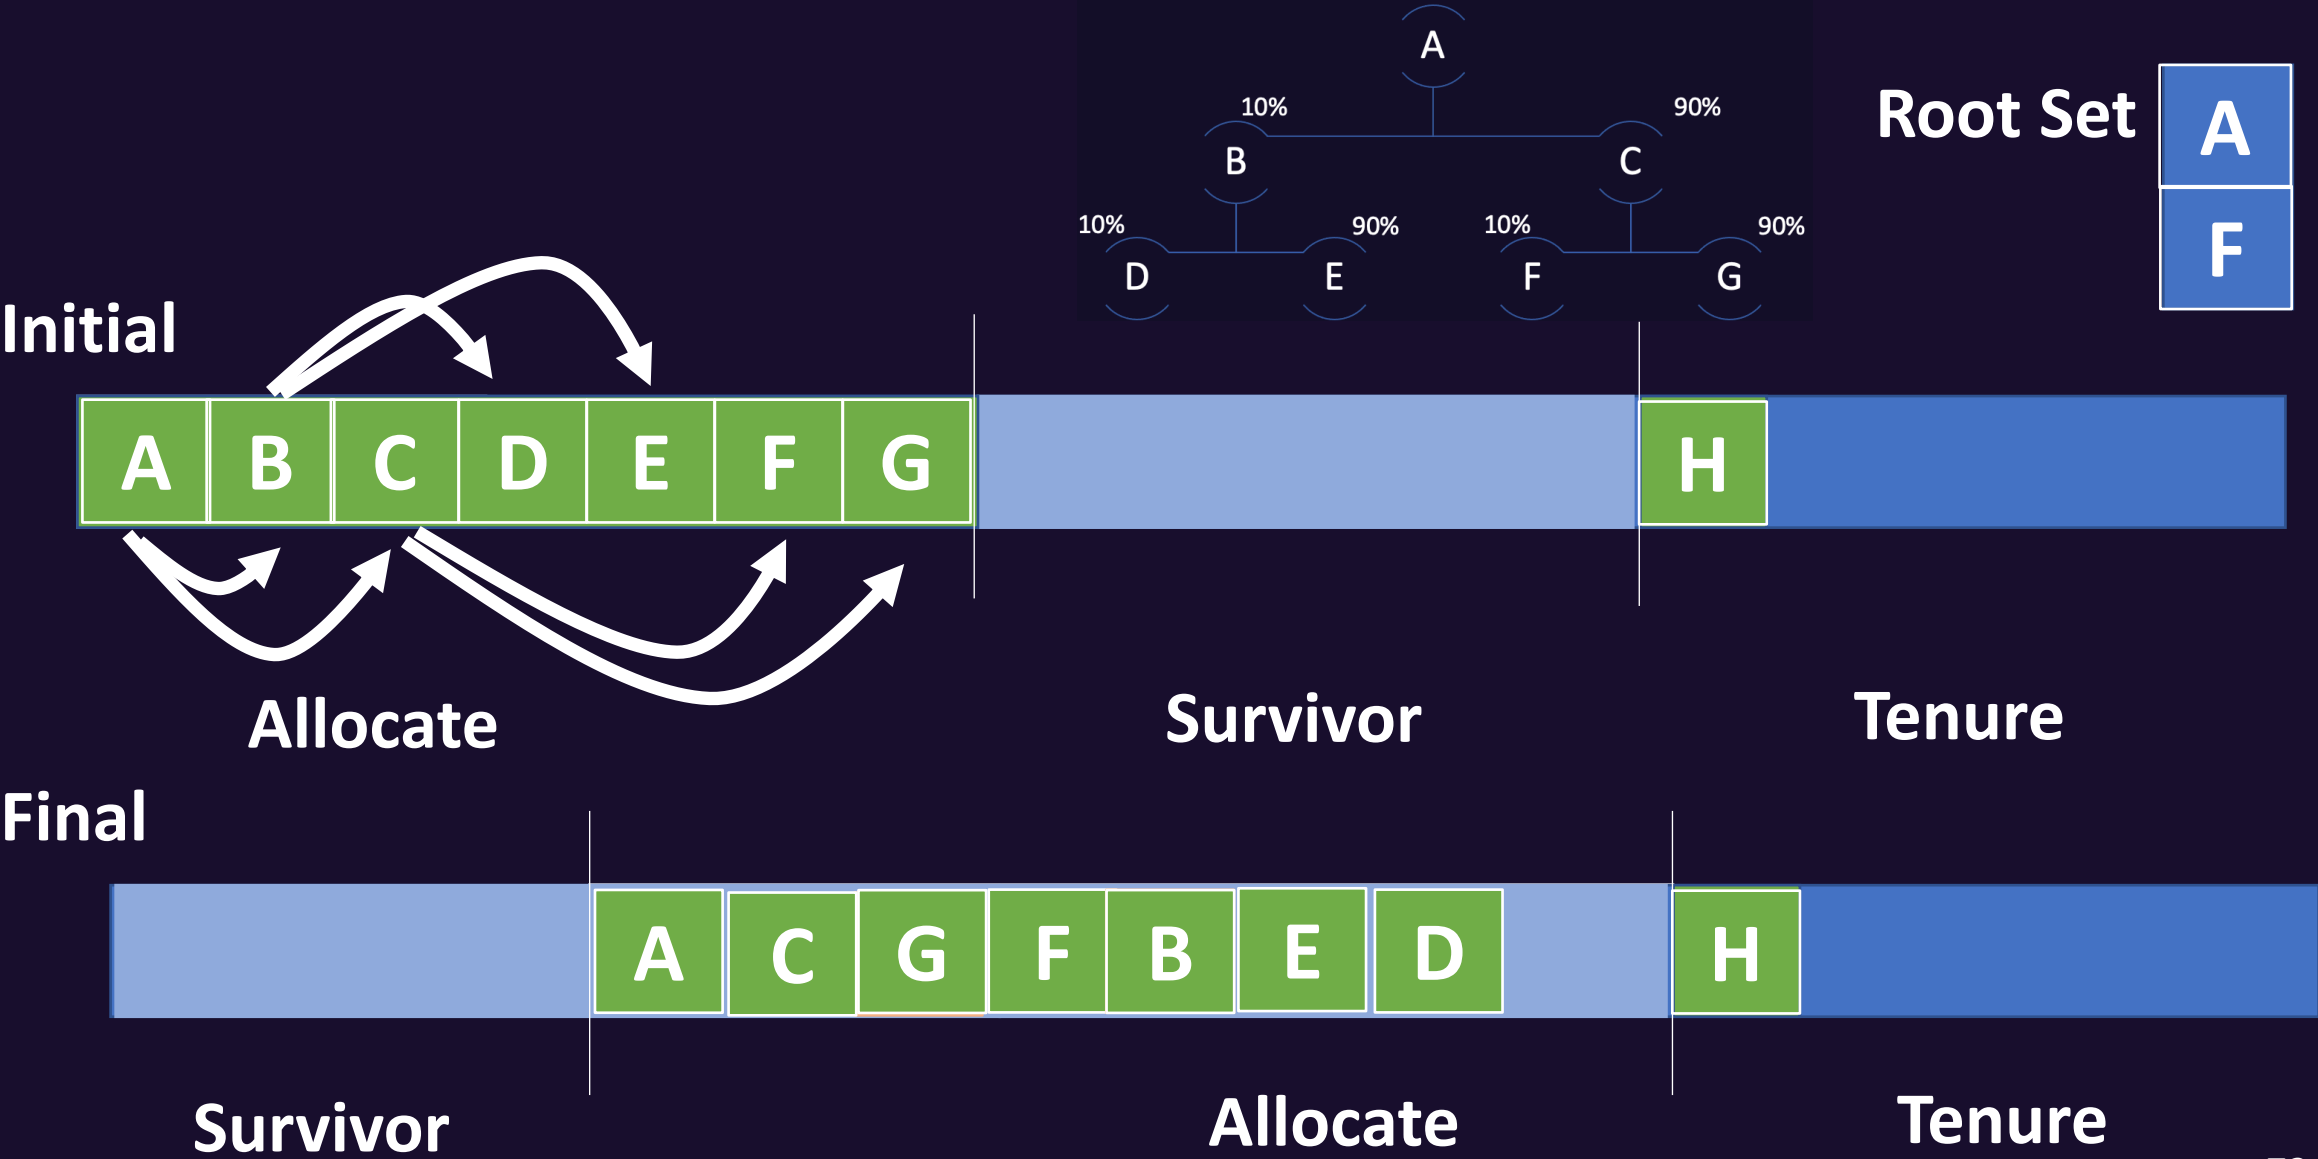 A
10%
90%
B
C
10%
90%
10%
90%
D
E
F
G
Root Set
A
F
Initial
A B C D E F G
H
Allocate
Survivor
Tenure
Final
A C G F B E D
H
Survivor
Allocate
Tenure